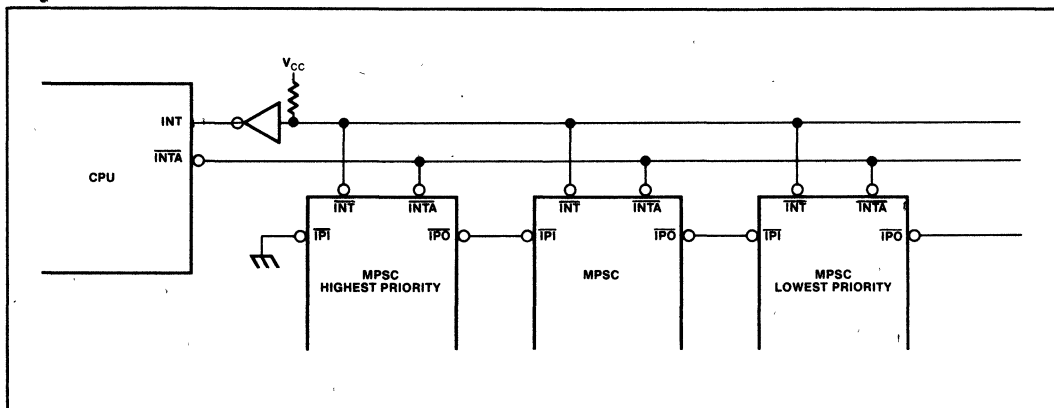 VCC
INT
INTA
CPU
INT
INTA
INT
INTA
INT
INTA
IPI
IPO
IPI
IPO
IPI
IPO
MPSC
HIGHEST PRIORITY
MPSC
MPSC
LOWEST PRIORITY